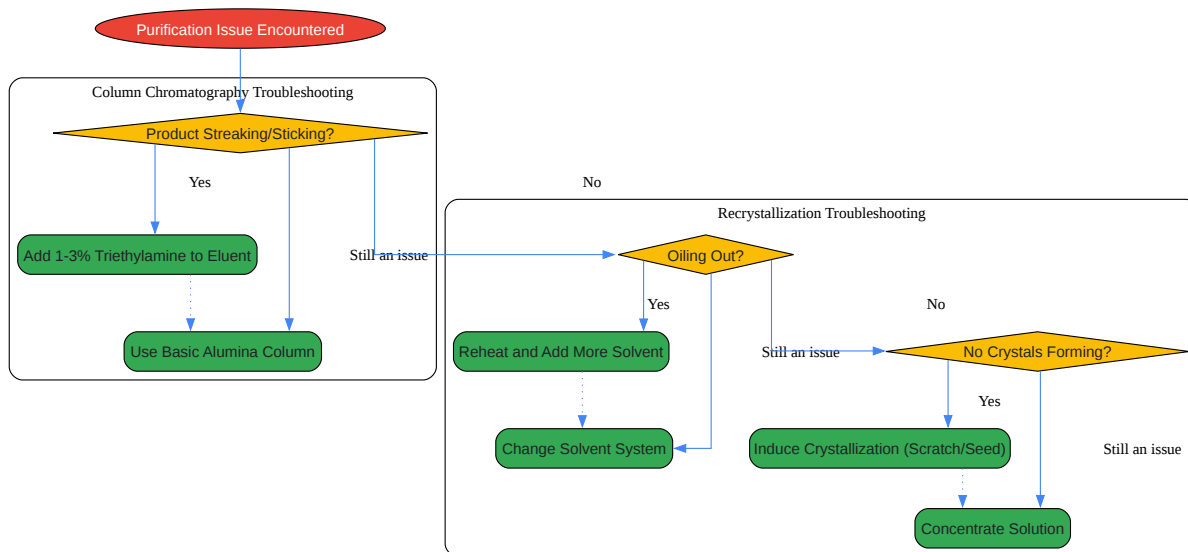 Purification Issue Encountered
Column Chromatography Troubleshooting
Product Streaking/Sticking?
Yes
No
Recrystallization Troubleshooting
Add 1-3% Triethylamine to Eluent
Still an issue
Oiling Out?
Yes
No
Use Basic Alumina Column
Reheat and Add More Solvent
Still an issue
No Crystals Forming?
Yes
Change Solvent System
Induce Crystallization (Scratch/Seed)
Still an issue
Concentrate Solution